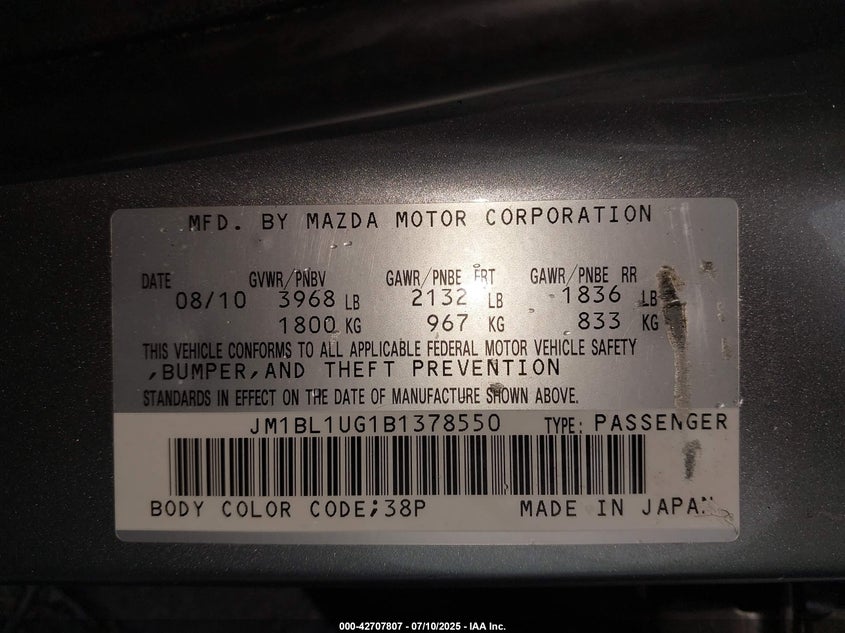 MFD. BY MAZDA MOTOR CORPORATION
DATE GVWR/PNBV GAWR/PNBE FRT GAWR/PNBE RR
08/10 3968 LB 2132 LB 1836 LB
1800 KG 967 KG 833 KG
THIS VEHICLE CONFORMS TO ALL APPLICABLE FEDERAL MOTOR VEHICLE SAFETY
,BUMPER,AND THEFT PREVENTION
STANDARDS IN EFFECT ON THE DATE OF MANUFACTURE SHOWN ABOVE.
JM1BL1UG1B1378550 TYPE: PASSENGER
BODY COLOR CODE;38P MADE IN JAPAN
000-42707807 - 07/10/2025 - IAA Inc.